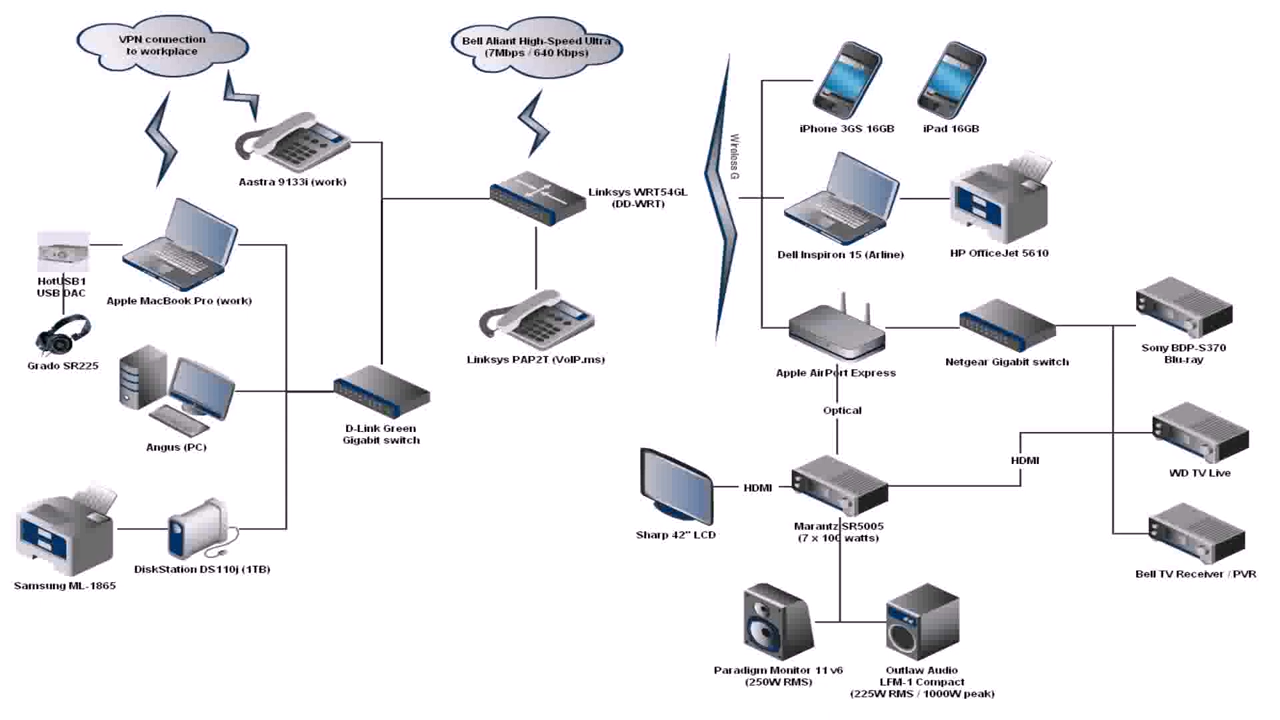 VPN connection
to workplace
Bell Aliant High-Speed Ultra
(7Mbps / 640 Kbps)
Wireless G
iPhone 3GS 16GB
iPad 16GB
Aastra 9133i (work)
Linksys WRT54GL
(DD-WRT)
Dell Inspiron 15 (Arline)
HP OfficeJet 5610
HotUSB1
USB DAC
Apple MacBook Pro (work)
Linksys PAP2T (VoIP.ms)
Grado SR225
Apple AirPort Express
Netgear Gigabit switch
Sony BDP-S370
Blu-ray
Optical
Angus (PC)
D-Link Green
Gigabit switch
HDMI
WD TV Live
HDMI
Sharp 42" LCD
Marantz SR5005
(7 x 100 watts)
Samsung ML-1865
DiskStation DS110j (1TB)
Bell TV Receiver / PVR
Paradigm Monitor 11 v6
(250W RMS)
Outlaw Audio
LFM-1 Compact
(225W RMS / 1000W peak)